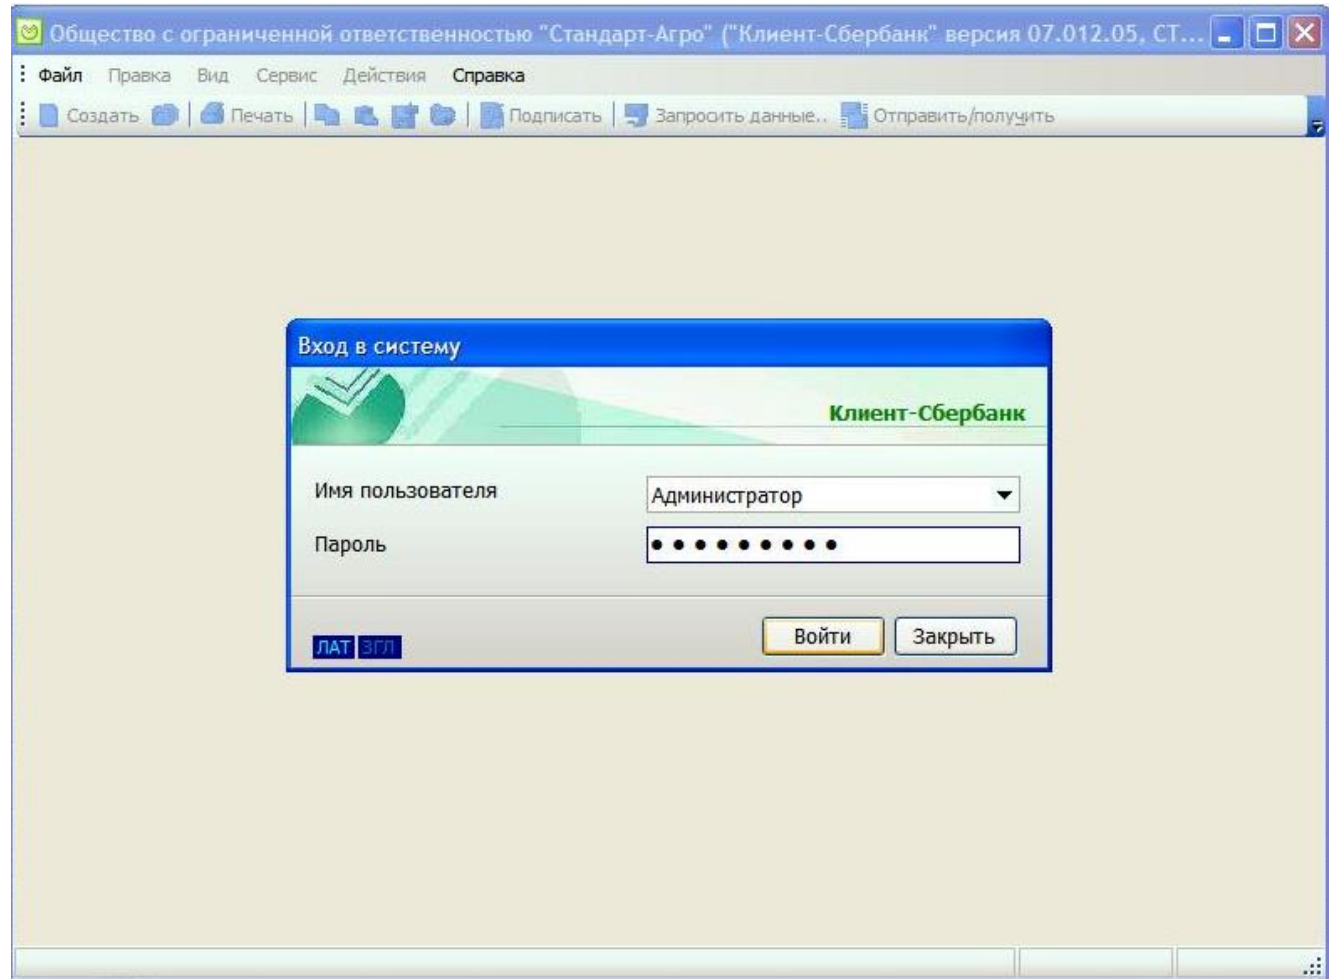 Общество с ограниченной ответственностью "Стандарт-Агро" ("Клиент-Сбербанк" версия 07.012.05, СТ...
Файл Правка Вид Сервис Действия Справка
Создать Печать Подписать Запросить данные.. Отправить/получить
Вход в систему
Клиент-Сбербанк
Имя пользователя Администратор
Пароль
Войти Закрыть
ЛАТ ЗГЛ